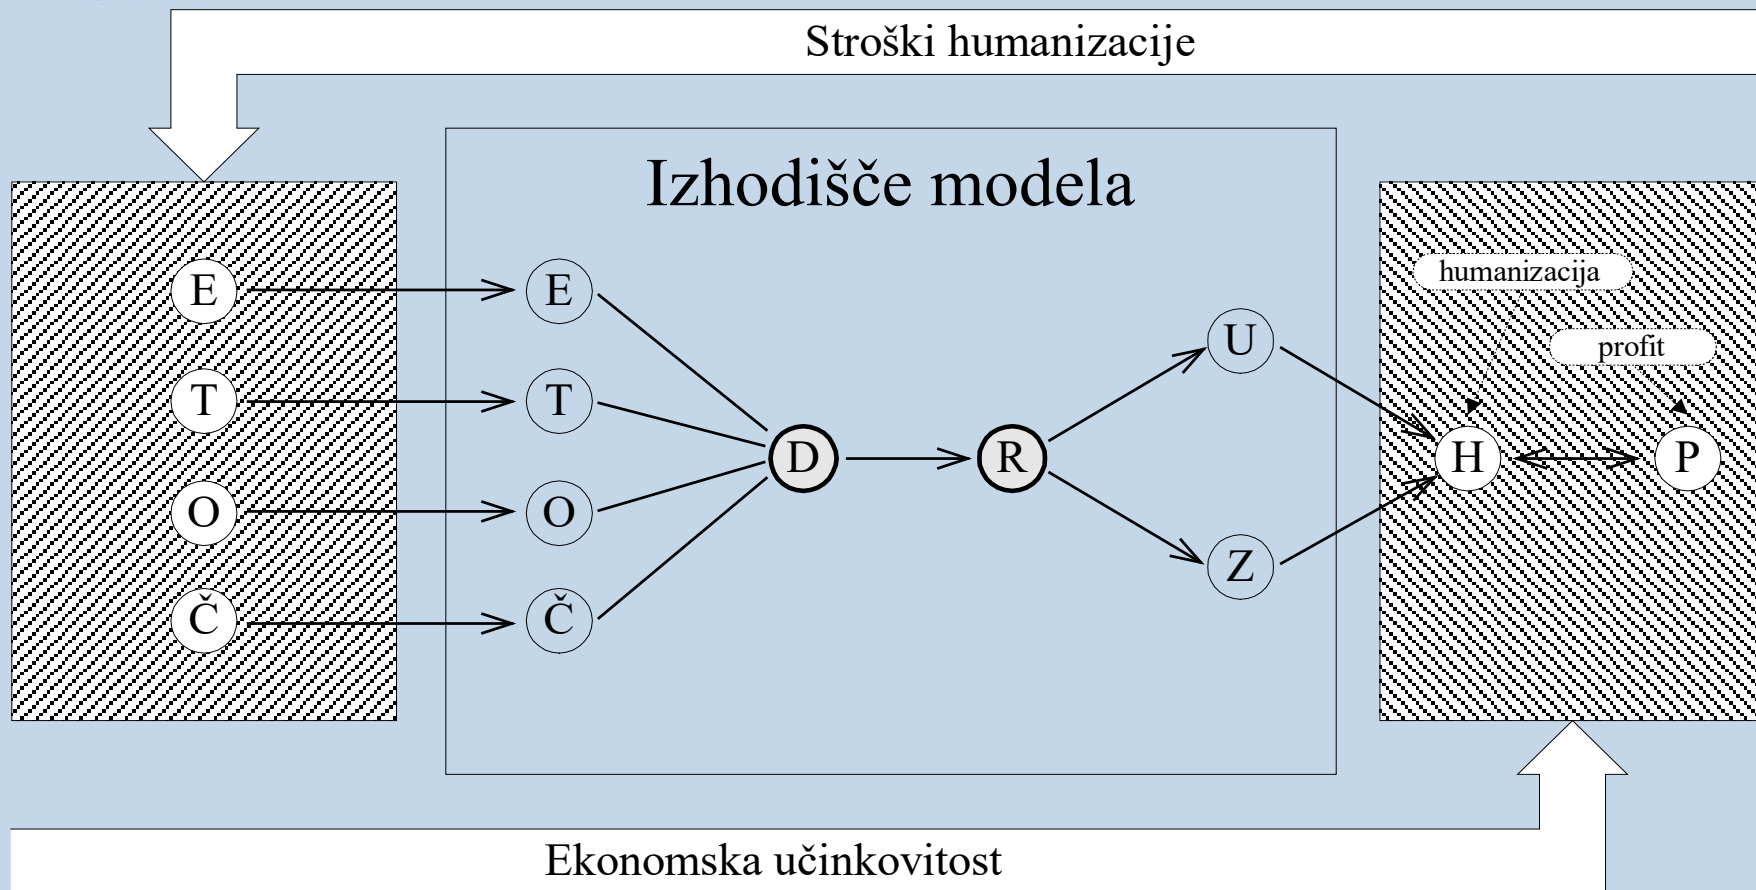 Stroški humanizacije
Izhodišče modela
E
E
humanizacija
U
profit
T
T
D
R
H
P
O
O
Z
Č
Č
Ekonomska učinkovitost